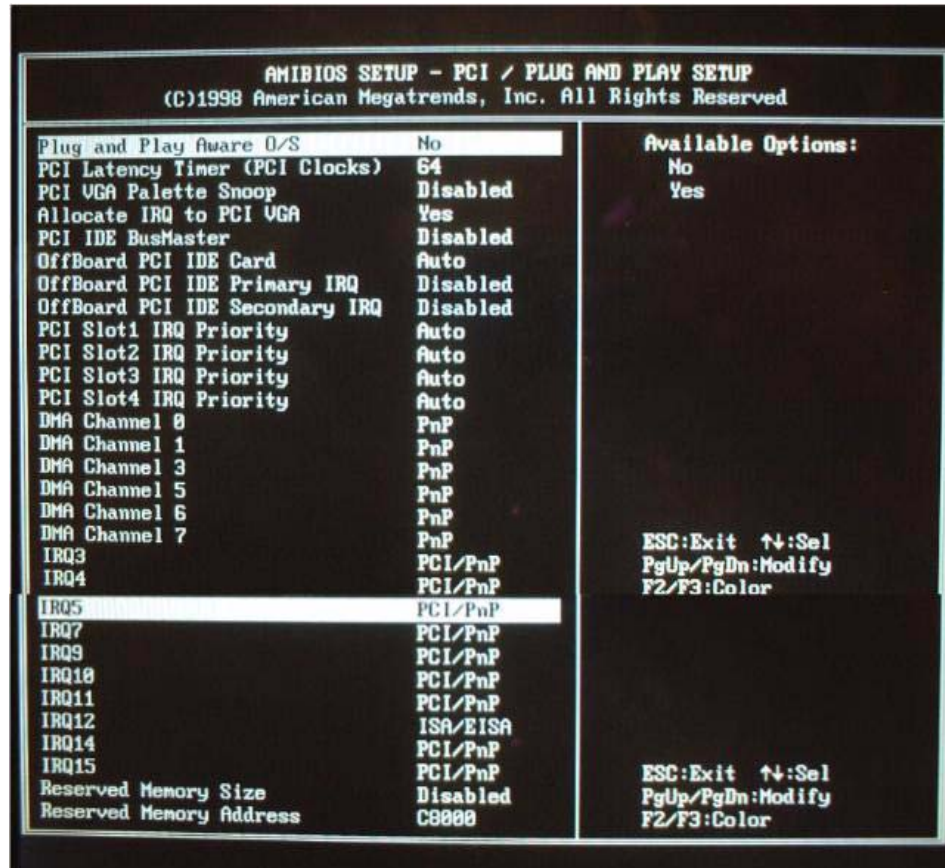 AMIBIOS SETUP - PCI / PLUG AND PLAY SETUP
(C)1998 American Megatrends, Inc. All Rights Reserved
Plug and Play Aware O/S No
PCI Latency Timer (PCI Clocks) 64
PCI VGA Palette Snoop Disabled
Allocate IRQ to PCI VGA Yes
PCI IDE BusMaster Disabled
OffBoard PCI IDE Card Auto
OffBoard PCI IDE Primary IRQ Disabled
OffBoard PCI IDE Secondary IRQ Disabled
PCI Slot1 IRQ Priority Auto
PCI Slot2 IRQ Priority Auto
PCI Slot3 IRQ Priority Auto
PCI Slot4 IRQ Priority Auto
DMA Channel 0 PnP
DMA Channel 1 PnP
DMA Channel 3 PnP
DMA Channel 5 PnP
DMA Channel 6 PnP
DMA Channel 7 PnP
IRQ3 PCI/PnP
IRQ4 PCI/PnP
IRQ5 PCI/PnP
IRQ7 PCI/PnP
IRQ9 PCI/PnP
IRQ10 PCI/PnP
IRQ11 PCI/PnP
IRQ12 ISA/EISA
IRQ14 PCI/PnP
IRQ15 PCI/PnP
Reserved Memory Size Disabled
Reserved Memory Address C8000
Available Options:
No
Yes
ESC:Exit ↑↓:Sel
PgUp/PgDn:Modify
F2/F3:Color
ESC:Exit ↑↓:Sel
PgUp/PgDn:Modify
F2/F3:Color